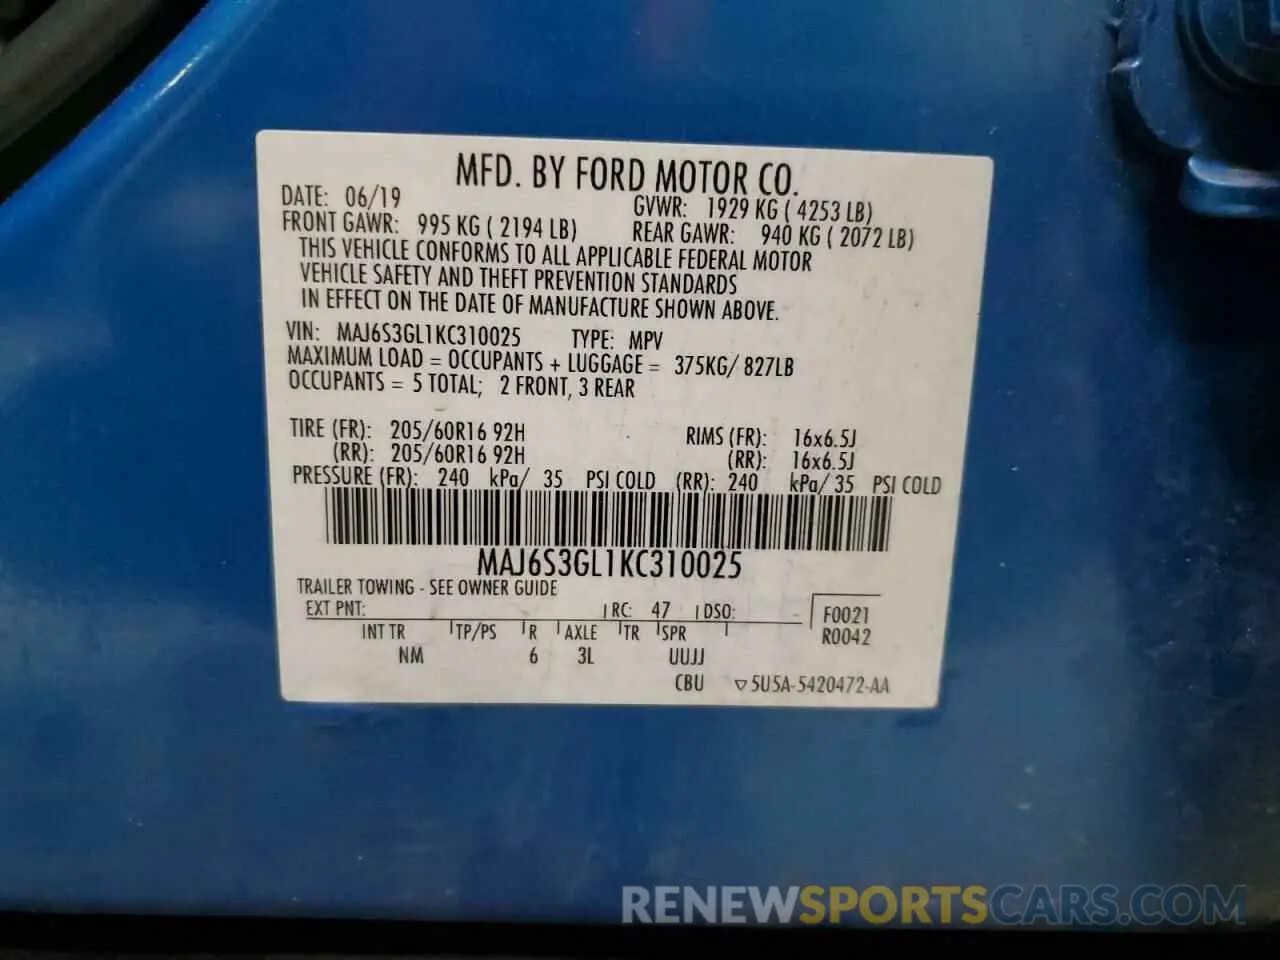 MFD. BY FORD MOTOR CO.
DATE: 06/19 GVWR: 1929 KG ( 4253 LB)
FRONT GAWR: 995 KG ( 2194 LB) REAR GAWR: 940 KG ( 2072 LB)
THIS VEHICLE CONFORMS TO ALL APPLICABLE FEDERAL MOTOR
VEHICLE SAFETY AND THEFT PREVENTION STANDARDS
IN EFFECT ON THE DATE OF MANUFACTURE SHOWN ABOVE.
VIN: MAJ6S3GL1KC310025 TYPE: MPV
MAXIMUM LOAD = OCCUPANTS + LUGGAGE = 375KG/ 827LB
OCCUPANTS = 5 TOTAL; 2 FRONT, 3 REAR
TIRE (FR): 205/60R16 92H RIMS (FR): 16x6.5J
(RR): 205/60R16 92H (RR): 16x6.5J
PRESSURE (FR): 240 kPa/ 35 PSI COLD (RR): 240 kPa/ 35 PSI COLD
MAJ6S3GL1KC310025
TRAILER TOWING - SEE OWNER GUIDE
EXT PNT: RC: 47 DSO: F0021
INT TR TP/PS R AXLE TR SPR R0042
NM 6 3L UUJJ
CBU ▽ 5U5A-5420472-AA
RENEWSPORTSCARS.COM